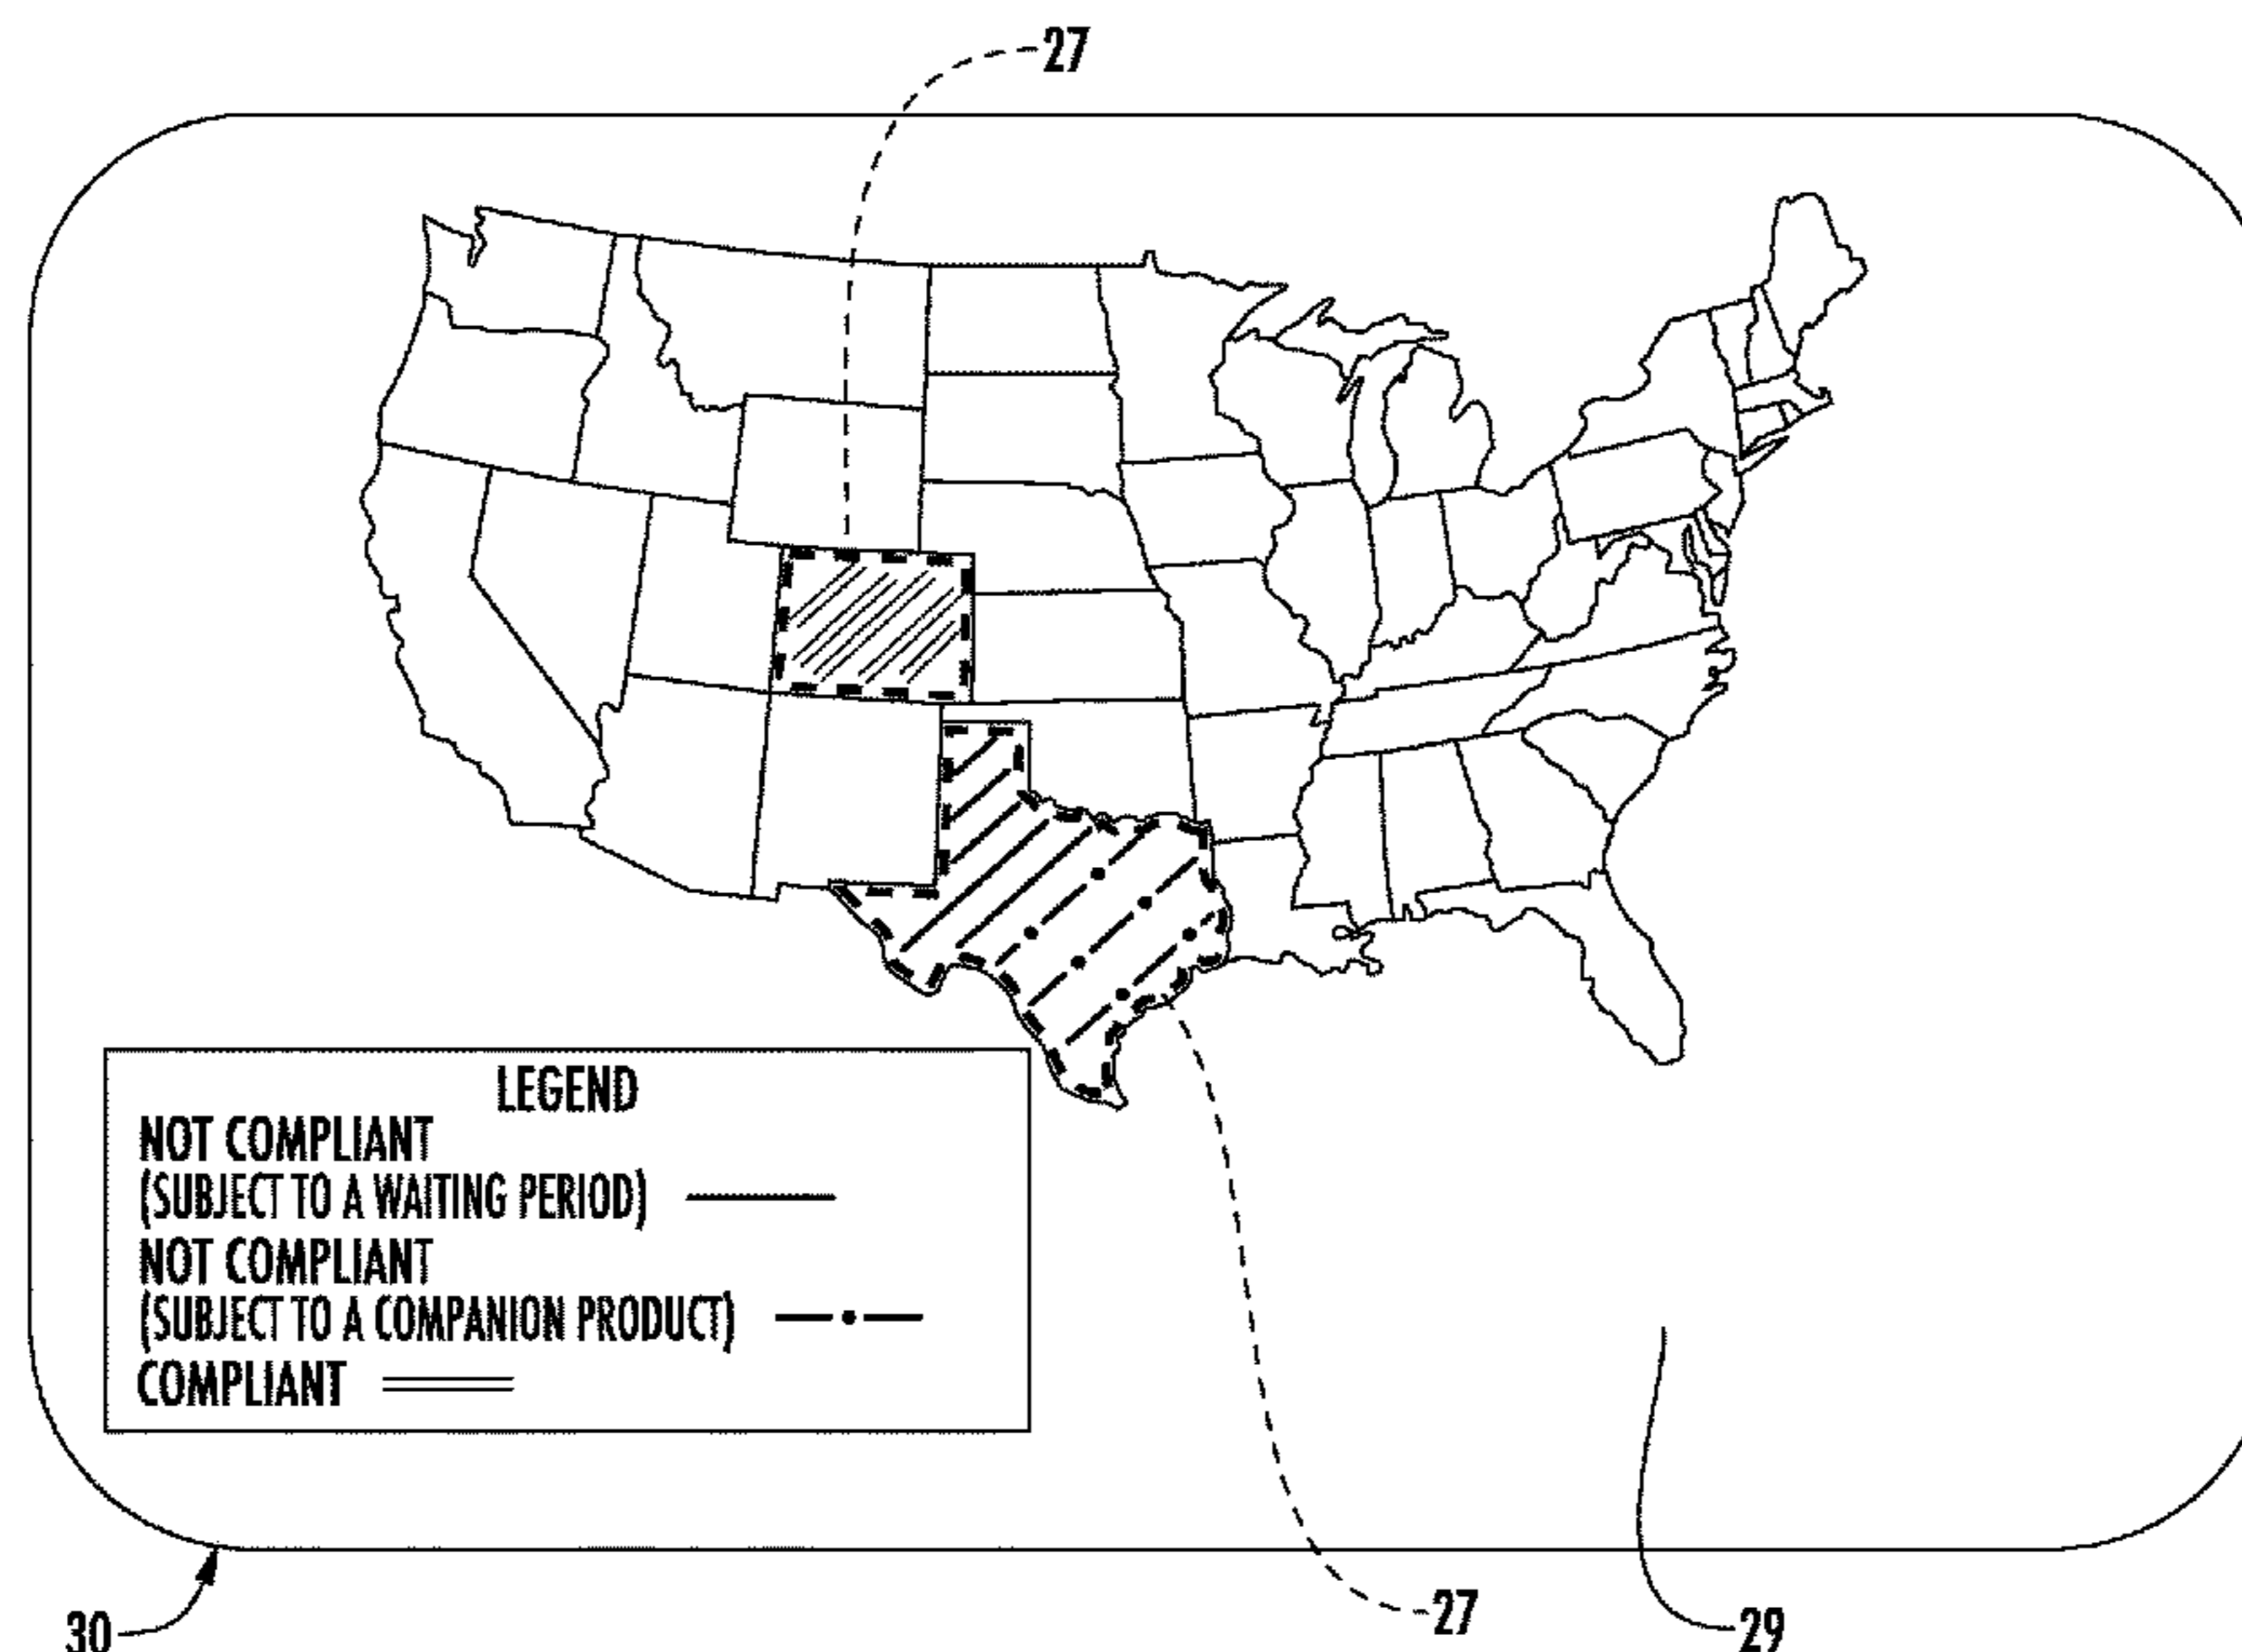 27
LEGEND
NOT COMPLIANT
(SUBJECT TO A WAITING PERIOD)
NOT COMPLIANT
(SUBJECT TO A COMPANION PRODUCT)
COMPLIANT
30
27
29